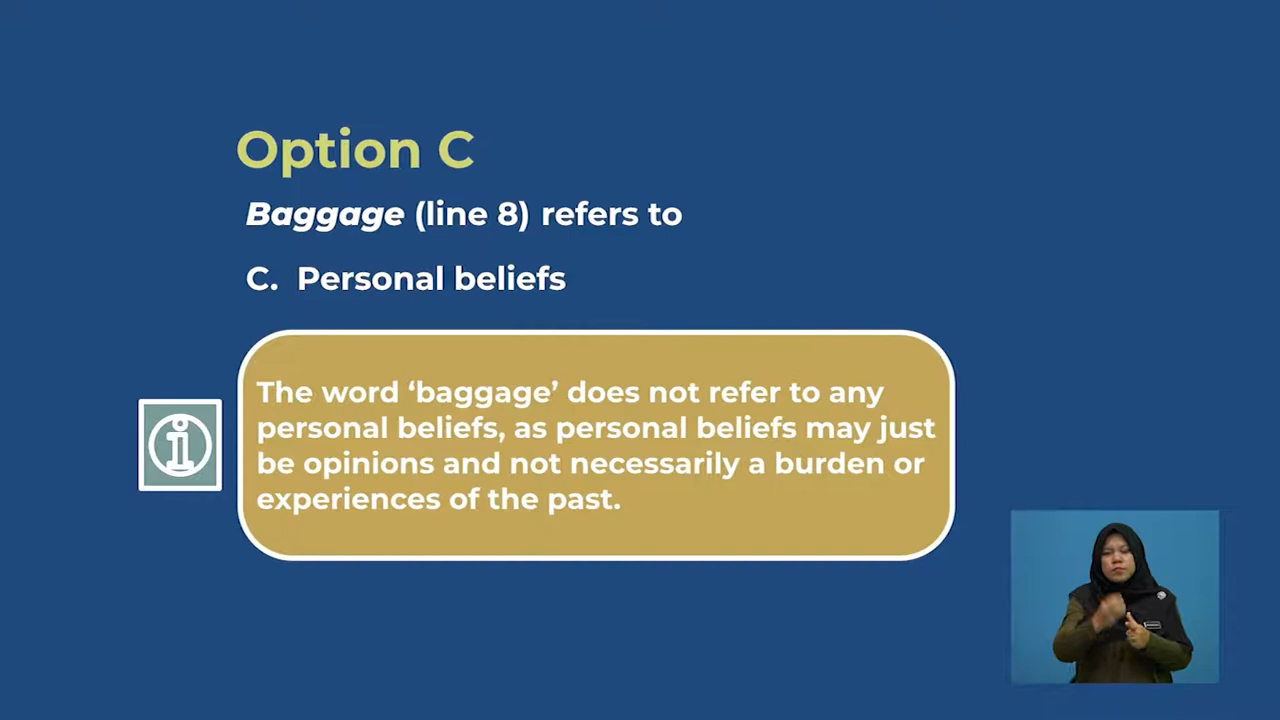 Option C
Baggage (line 8) refers to
C. Personal beliefs
The word ‘baggage’ does not refer to any
personal beliefs, as personal beliefs may just
be opinions and not necessarily a burden or
experiences of the past.